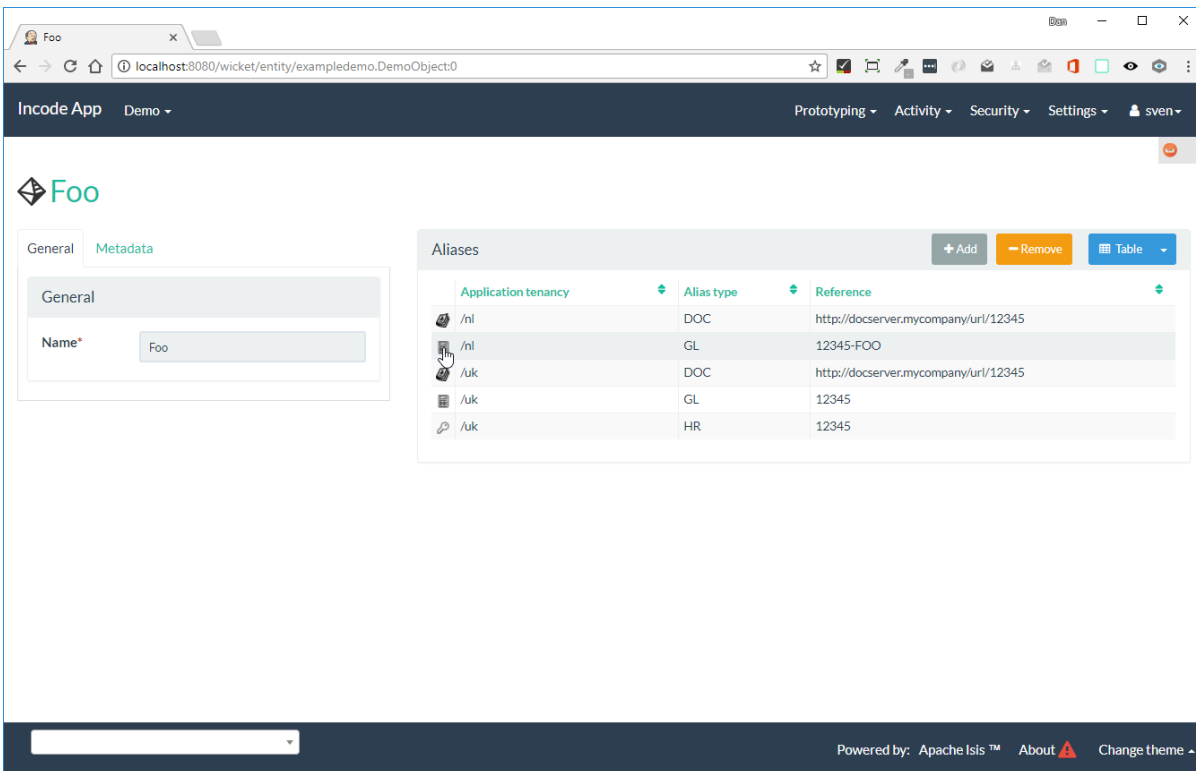 Foo
Dan
localhost:8080/wicket/entity/exampledemo.DemoObject:0
Incode App Demo Prototyping Activity Security Settings sven
Foo
General Metadata
General
Name* Foo
Aliases Add Remove Table
Application tenancy Alias type Reference
/nl DOC http://docserver.mycompany/url/12345
/nl GL 12345-FOO
/uk DOC http://docserver.mycompany/url/12345
/uk GL 12345
/uk HR 12345
Powered by: Apache Isis ™ About Change theme